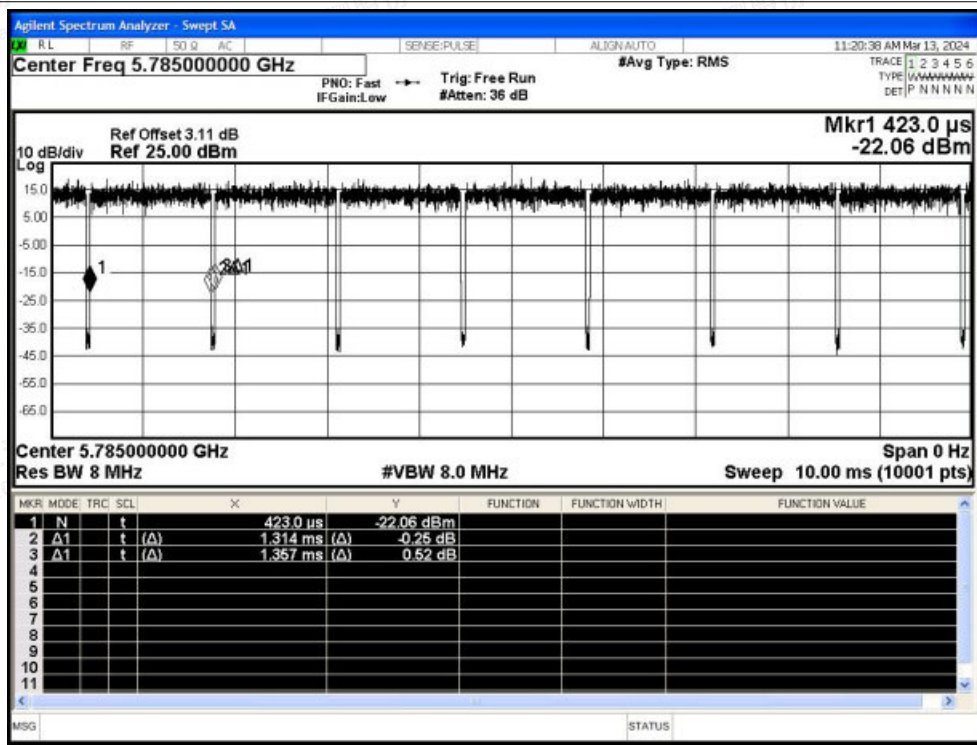 Agilent Spectrum Analyzer - Swept SA
RL RF 50 Ω AC SENSE:PULSE ALIGNAUTO 11:20:38 AM Mar 13, 2024
Center Freq 5.785000000 GHz #Avg Type: RMS TRACE 1 2 3 4 5 6
PNO: Fast Trig: Free Run TYPE WWWWWW
IFGain:Low #Atten: 36 dB DET P N N N N N
Mkr1 423.0 µs
Ref Offset 3.11 dB
10 dB/div Ref 25.00 dBm -22.06 dBm
Log
15.0
5.00
-5.00
-15.0
1
-25.0
-35.0
-45.0
-55.0
-65.0
Center 5.785000000 GHz Span 0 Hz
Res BW 8 MHz #VBW 8.0 MHz Sweep 10.00 ms (10001 pts)
MKR MODE TRC SCL X Y FUNCTION FUNCTION WIDTH FUNCTION VALUE
1 N t 423.0 µs -22.06 dBm
2 Δ1 t (Δ) 1.314 ms (Δ) -0.25 dB
3 Δ1 t (Δ) 1.357 ms (Δ) 0.52 dB
4
5
6
7
8
9
10
11
MSG STATUS